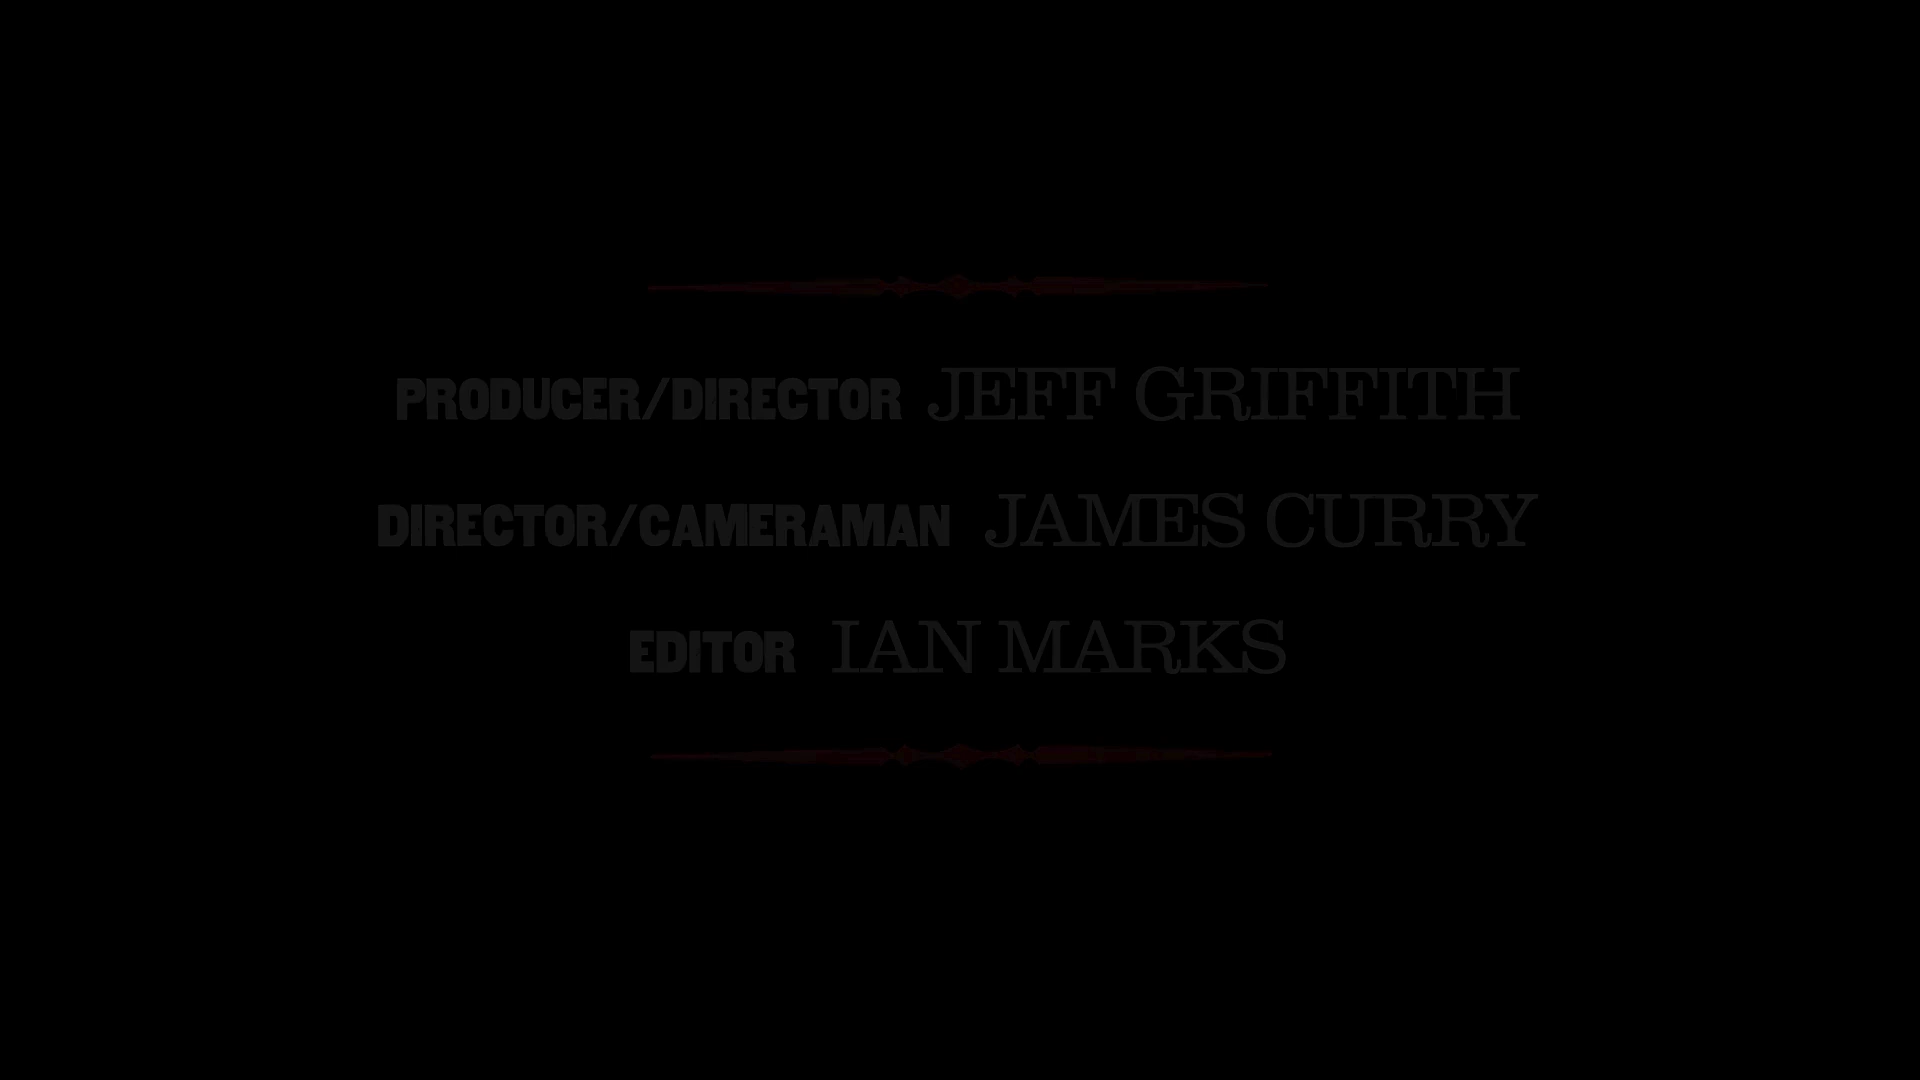 PRODUCER/DIRECTOR JEFF GRIFFITH
DIRECTOR/CAMERAMAN JAMES CURRY
EDITOR IAN MARKS